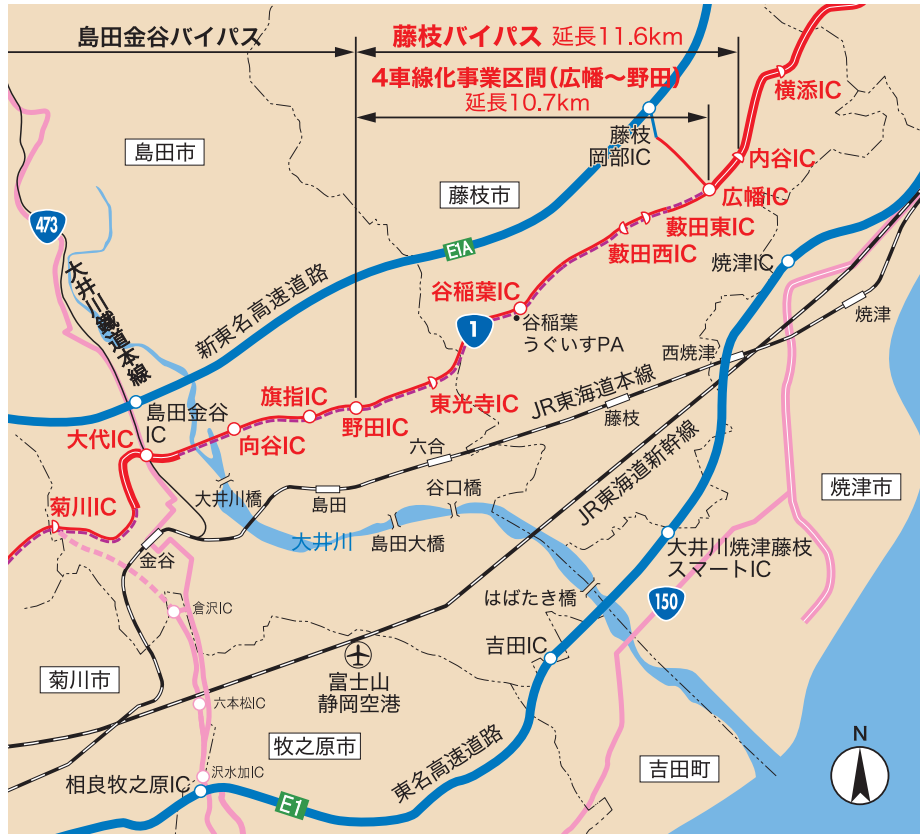 島田金谷バイパス
藤枝バイパス 延長11.6km
4車線化事業区間(広幡〜野田)
延長10.7km
横添IC
藤枝
岡部IC
内谷IC
島田市
藤枝市
広幡IC
473
藪田東IC
藪田西IC
E1A
焼津IC
大井川鐵道本線
新東名高速道路
谷稲葉IC
谷稲葉
うぐいすPA
1
焼津
西焼津
旗指IC
東光寺IC
JR東海道本線
島田金谷
IC
野田IC
藤枝
大代IC
向谷IC
六合
JR東海道新幹線
菊川IC
大井川橋
島田
谷口橋
焼津市
大井川
島田大橋
金谷
大井川焼津藤枝
スマートIC
はばたき橋
150
倉沢IC
吉田IC
菊川市
富士山
静岡空港
六本松IC
牧之原市
N
沢水加IC
東名高速道路
吉田町
相良牧之原IC
E1